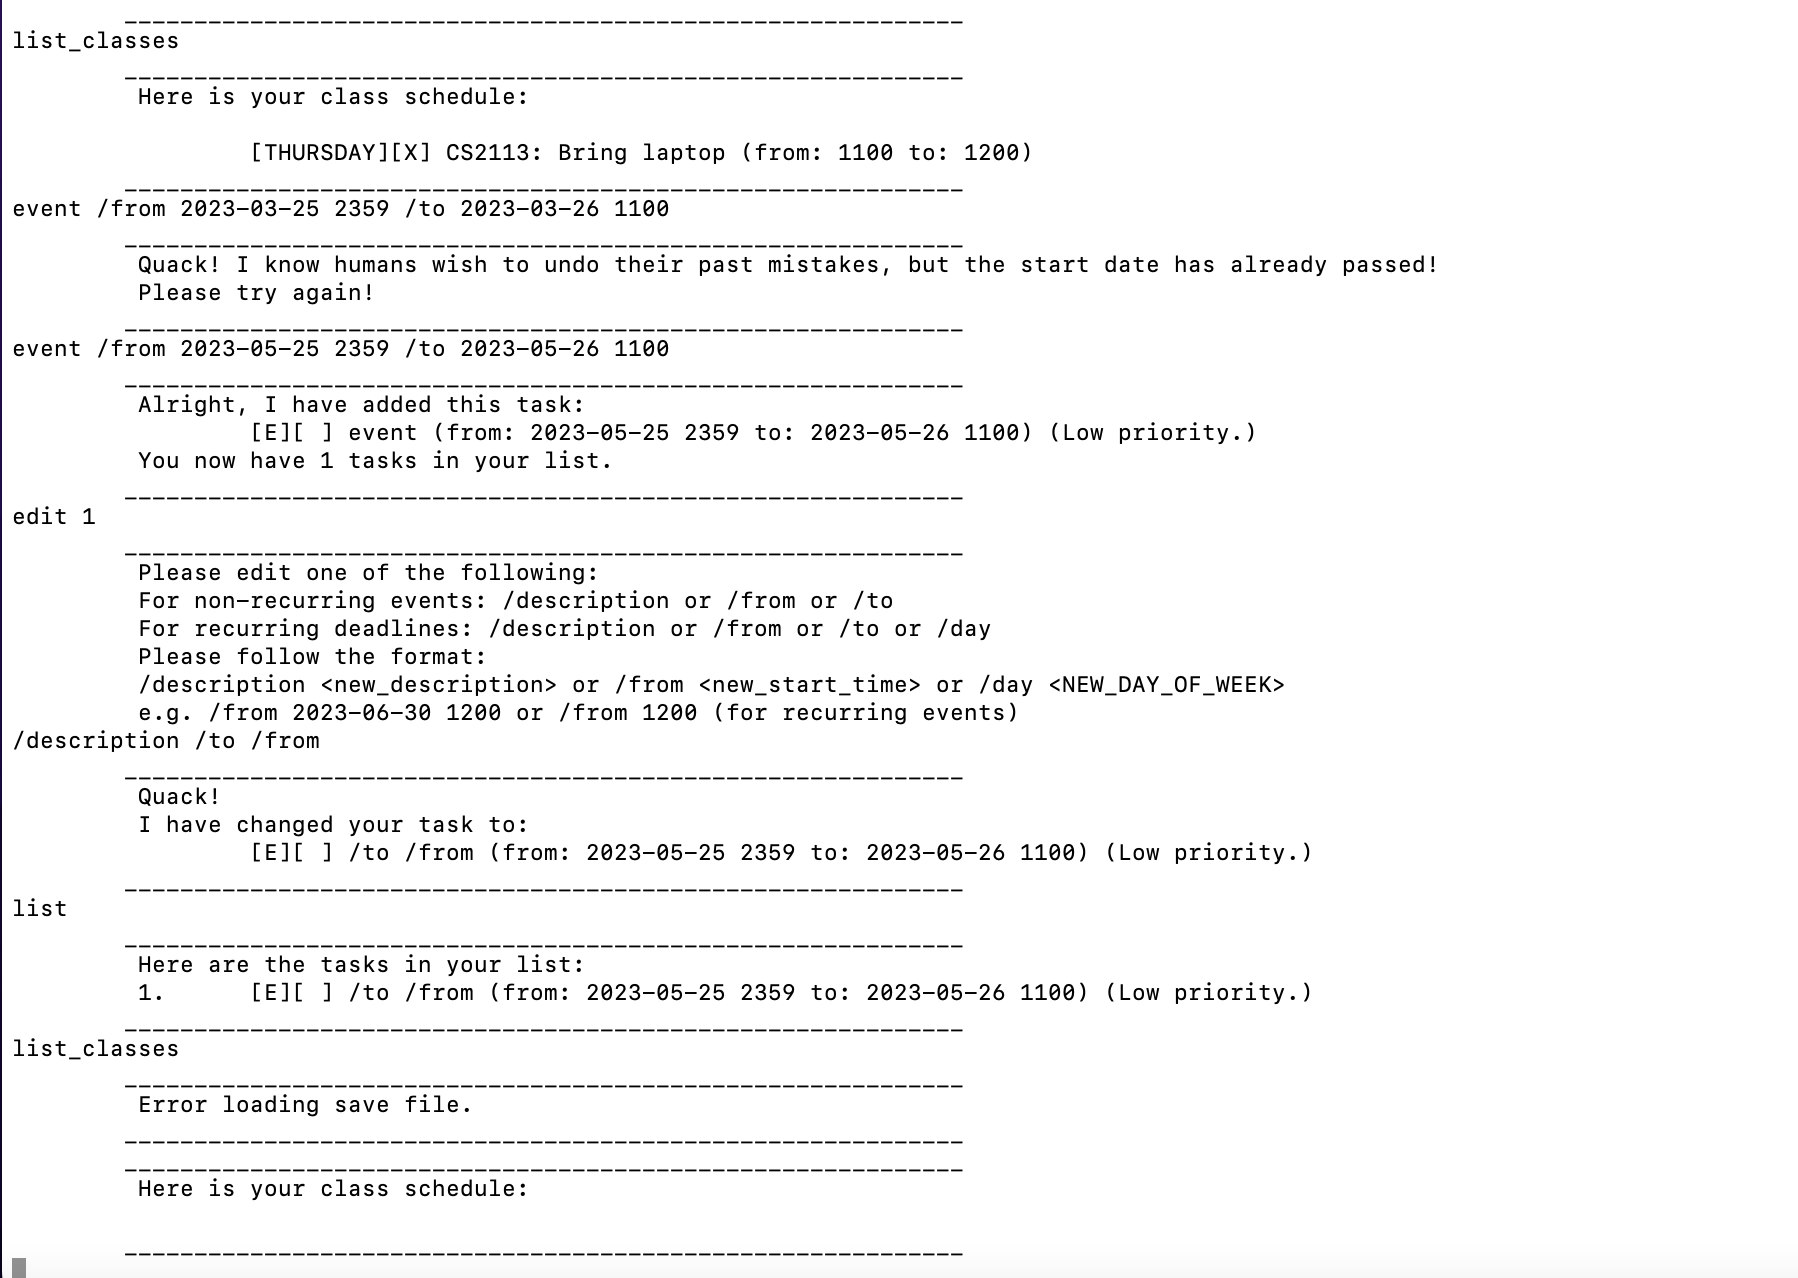 ____________________________________________________________
list_classes
____________________________________________________________
Here is your class schedule:
[THURSDAY][X] CS2113: Bring laptop (from: 1100 to: 1200)
____________________________________________________________
event /from 2023-03-25 2359 /to 2023-03-26 1100
____________________________________________________________
Quack! I know humans wish to undo their past mistakes, but the start date has already passed!
Please try again!
____________________________________________________________
event /from 2023-05-25 2359 /to 2023-05-26 1100
____________________________________________________________
Alright, I have added this task:
[E][ ] event (from: 2023-05-25 2359 to: 2023-05-26 1100) (Low priority.)
You now have 1 tasks in your list.
____________________________________________________________
edit 1
____________________________________________________________
Please edit one of the following:
For non-recurring events: /description or /from or /to
For recurring deadlines: /description or /from or /to or /day
Please follow the format:
/description <new_description> or /from <new_start_time> or /day <NEW_DAY_OF_WEEK>
e.g. /from 2023-06-30 1200 or /from 1200 (for recurring events)
/description /to /from
____________________________________________________________
Quack!
I have changed your task to:
[E][ ] /to /from (from: 2023-05-25 2359 to: 2023-05-26 1100) (Low priority.)
____________________________________________________________
list
____________________________________________________________
Here are the tasks in your list:
1. [E][ ] /to /from (from: 2023-05-25 2359 to: 2023-05-26 1100) (Low priority.)
____________________________________________________________
list_classes
____________________________________________________________
Error loading save file.
____________________________________________________________
____________________________________________________________
Here is your class schedule:
____________________________________________________________